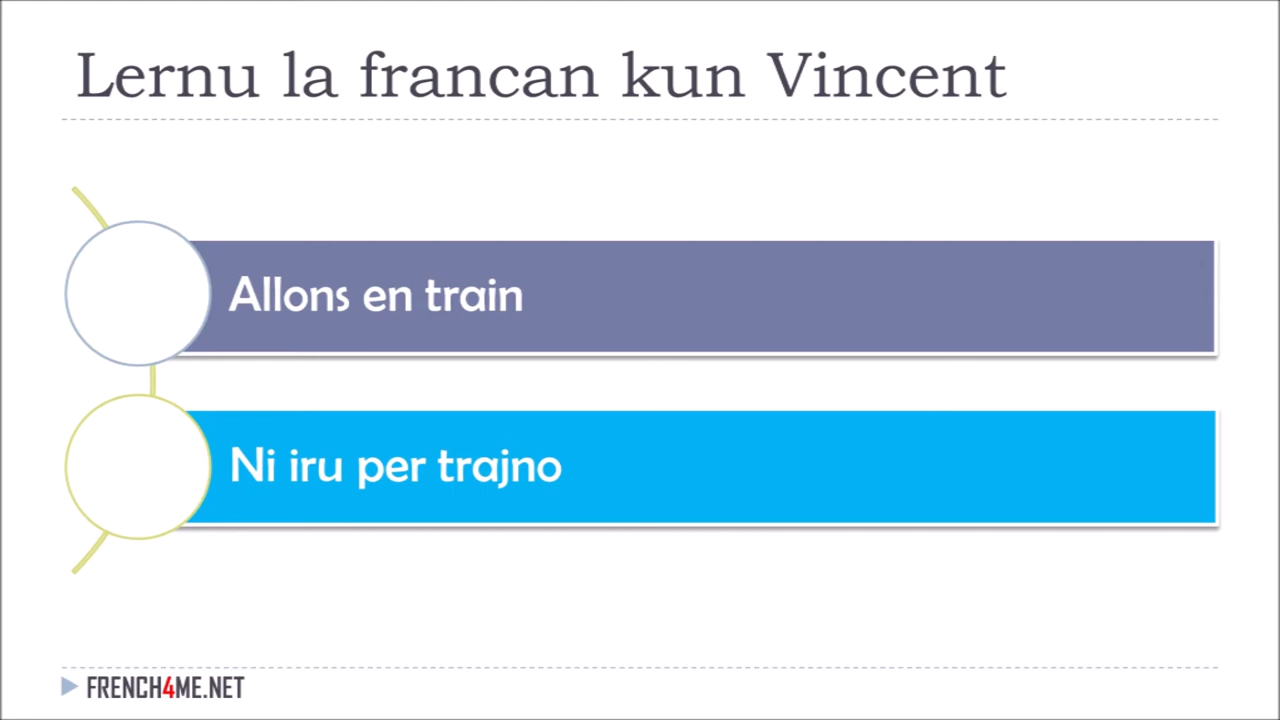 Lernu la francan kun Vincent
Allons en train
Ni iru per trajno
FRENCH4ME.NET